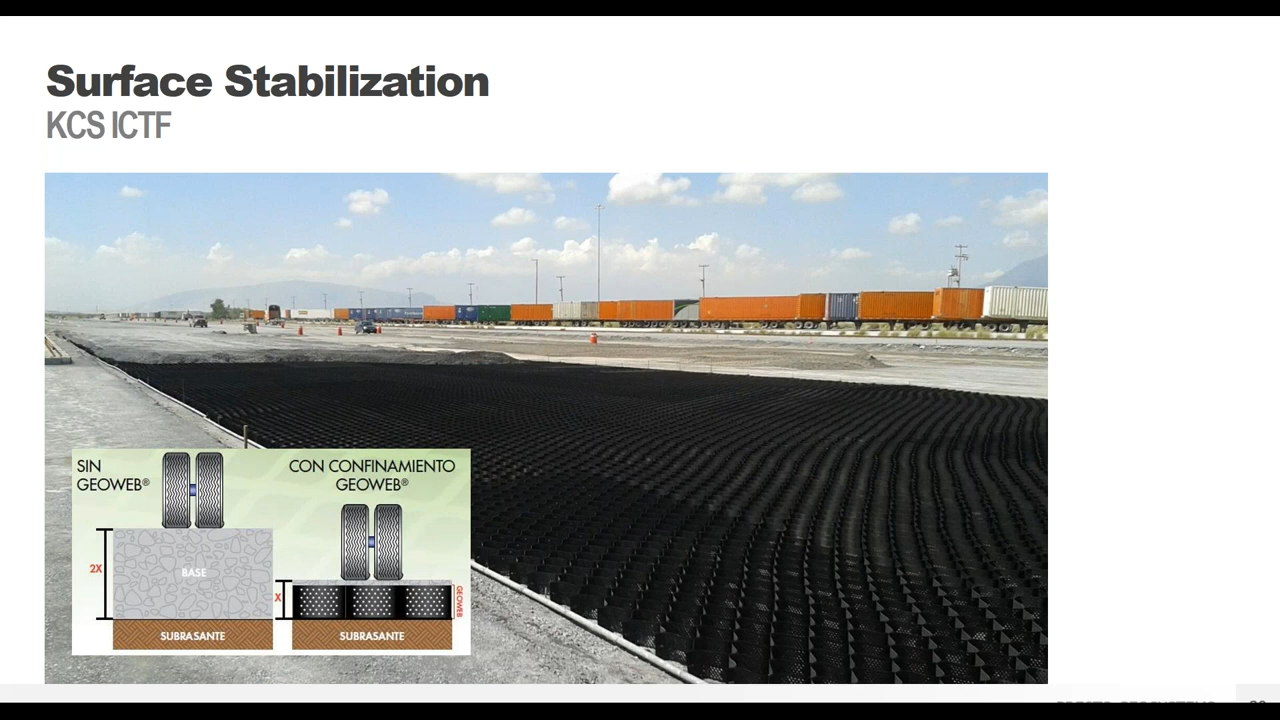 Surface Stabilization
KCS ICTF
SIN
GEOWEB®
CON CONFINAMIENTO
GEOWEB®
2X
BASE
X
GEOWEB
SUBRASANTE
SUBRASANTE